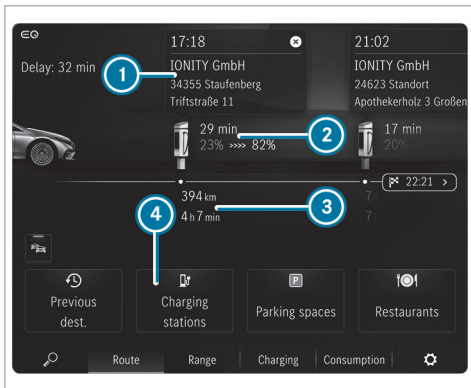 EQ
17:18
21:02
Delay: 32 min
IONITY GmbH
34355 Staufenberg
Triftstraße 11
IONITY GmbH
24623 Standort
Apothekerholz 3 Großen
1
29 min
23% >>>> 82%
2
17 min
20%
22:21 >
394 km
4 h 7 min
3
7
7
4
Previous
dest.
Charging
stations
P
Parking spaces
Restaurants
Route
Range
Charging
Consumption